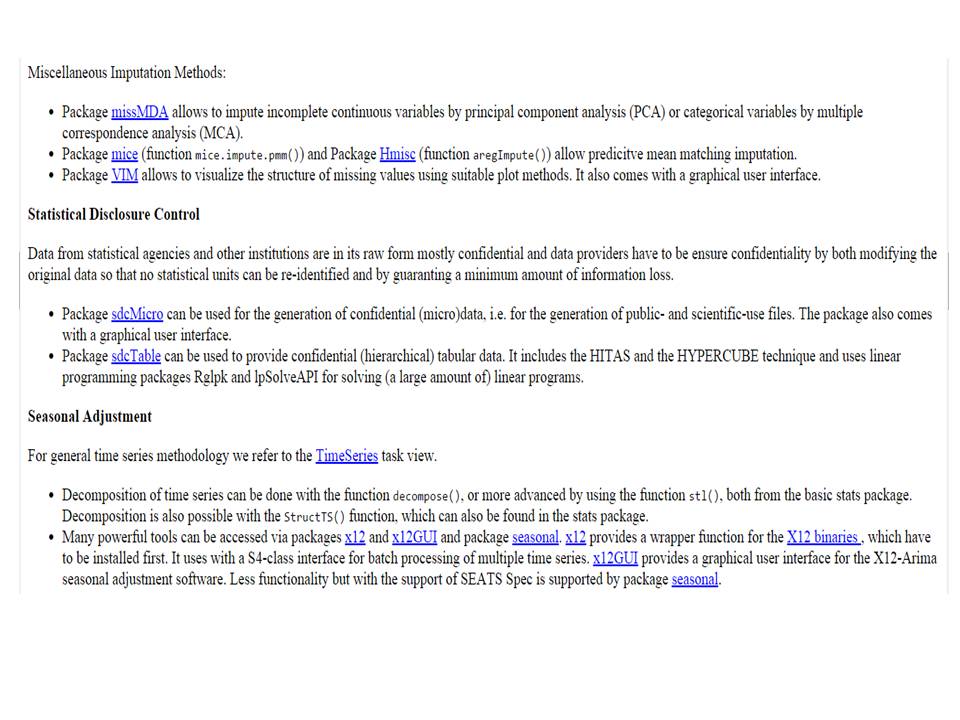 Miscellaneous Imputation Methods:
• Package missMDA allows to impute incomplete continuous variables by principal component analysis (PCA) or categorical variables by multiple
correspondence analysis (MCA).
• Package mice (function mice.impute.pmm()) and Package Hmisc (function aregImpute()) allow predicitve mean matching imputation.
• Package VIM allows to visualize the structure of missing values using suitable plot methods. It also comes with a graphical user interface.
Statistical Disclosure Control
Data from statistical agencies and other institutions are in its raw form mostly confidential and data providers have to be ensure confidentiality by both modifying the
original data so that no statistical units can be re-identified and by guaranting a minimum amount of information loss.
• Package sdcMicro can be used for the generation of confidential (micro)data, i.e. for the generation of public- and scientific-use files. The package also comes
with a graphical user interface.
• Package sdcTable can be used to provide confidential (hierarchical) tabular data. It includes the HITAS and the HYPERCUBE technique and uses linear
programming packages Rglpk and lpSolveAPI for solving (a large amount of) linear programs.
Seasonal Adjustment
For general time series methodology we refer to the TimeSeries task view.
• Decomposition of time series can be done with the function decompose(), or more advanced by using the function stl(), both from the basic stats package.
Decomposition is also possible with the StructTS() function, which can also be found in the stats package.
• Many powerful tools can be accessed via packages x12 and x12GUI and package seasonal. x12 provides a wrapper function for the X12 binaries , which have
to be installed first. It uses with a S4-class interface for batch processing of multiple time series. x12GUI provides a graphical user interface for the X12-Arima
seasonal adjustment software. Less functionality but with the support of SEATS Spec is supported by package seasonal.